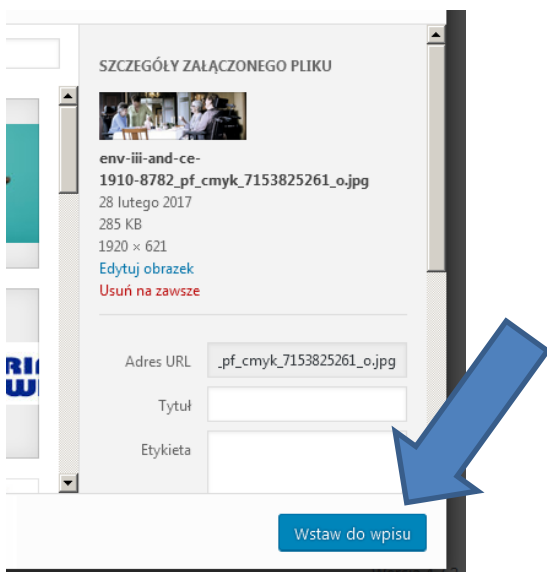 SZCZEGÓŁY ZAŁĄCZONEGO PLIKU
env-iii-and-ce-
1910-8782_pf_cmyk_7153825261_o.jpg
28 lutego 2017
285 KB
1920 × 621
Edytuj obrazek
Usuń na zawsze
Adres URL _pf_cmyk_7153825261_o.jpg
Tytuł
Etykieta
Wstaw do wpisu